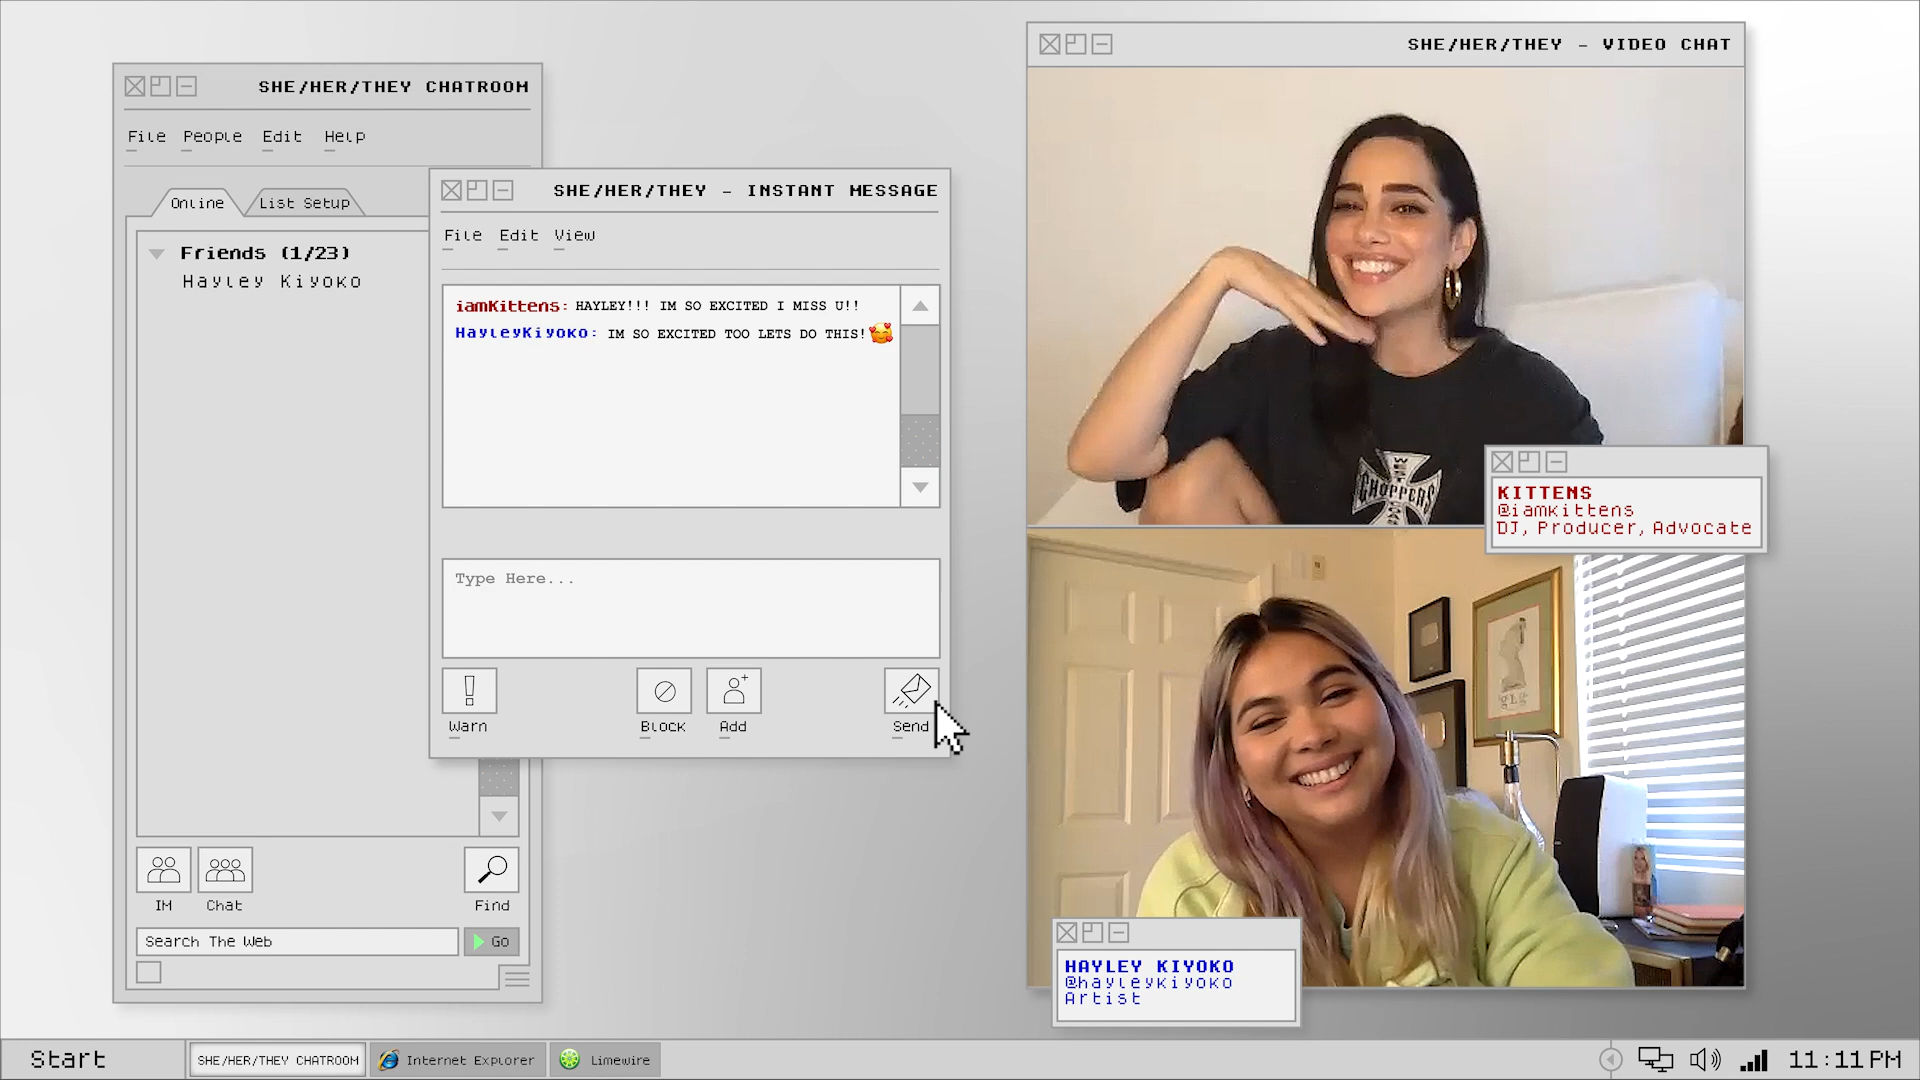 SHE/HER/THEY CHATROOM
File People Edit Help
Online List Setup
Friends (1/23)
Hayley Kiyoko
IM Chat Find
Search The Web Go
SHE/HER/THEY - INSTANT MESSAGE
File Edit View
iamKittens: HAYLEY!!! IM SO EXCITED I MISS U!!
HayleyKiyoko: IM SO EXCITED TOO LETS DO THIS!🥰
Type Here...
Warn Block Add Send
SHE/HER/THEY - VIDEO CHAT
WEST
CHOPPERS
KITTENS
@iamkittens
DJ, Producer, Advocate
glg
HAYLEY KIYOKO
@hayleykiyoko
Artist
Start SHE/HER/THEY CHATROOM Internet Explorer Limewire 11:11 PM